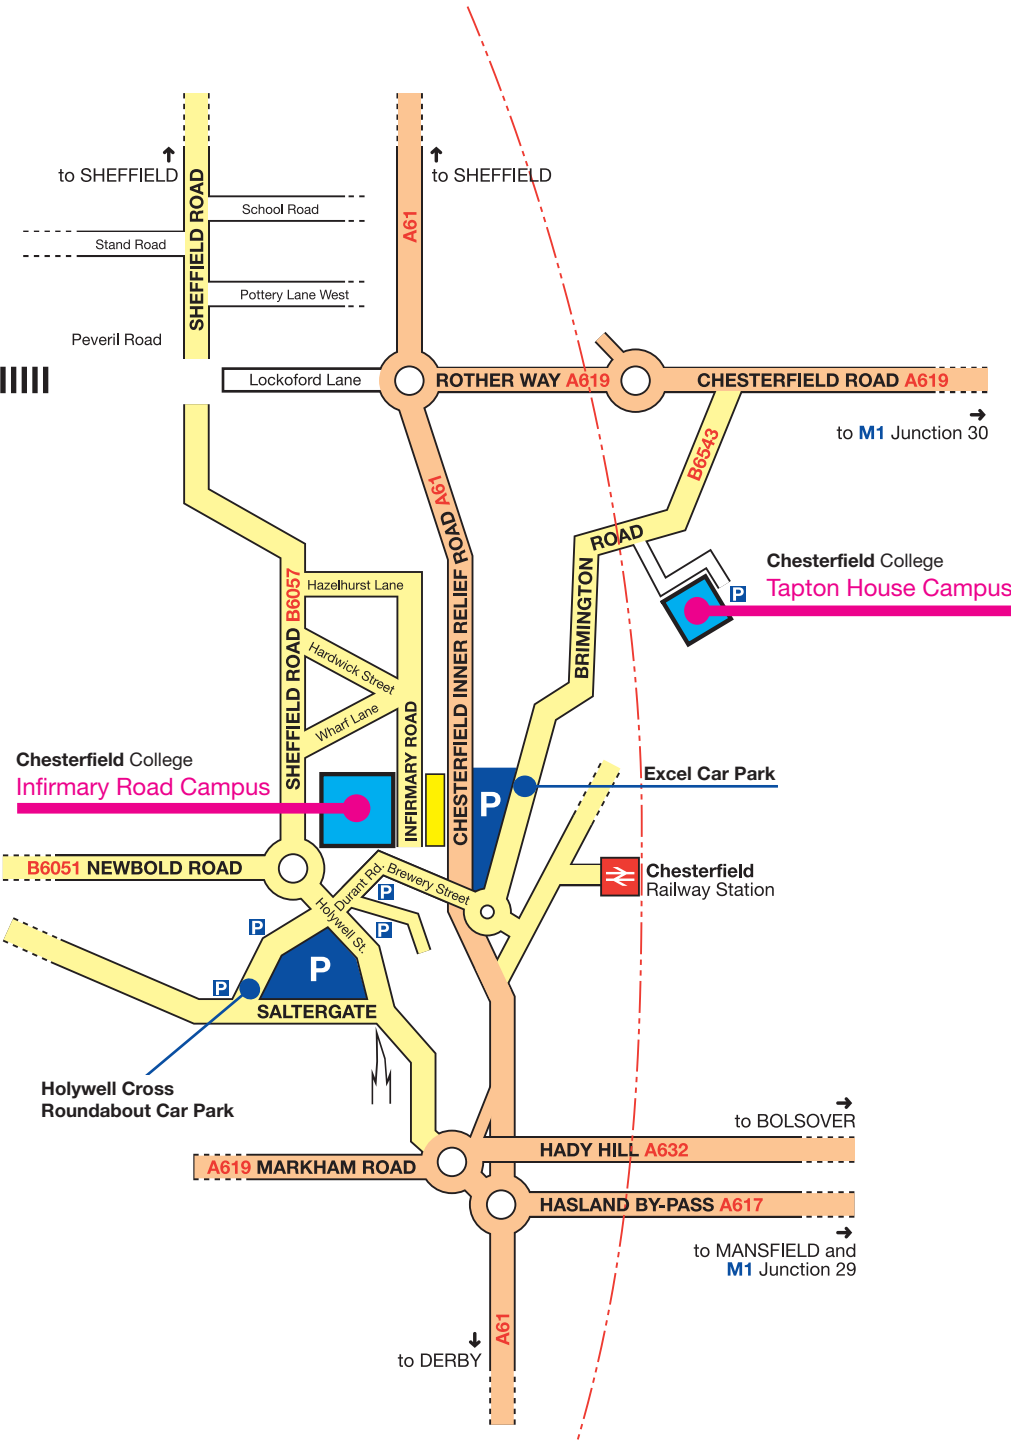 to SHEFFIELD
to SHEFFIELD
SHEFFIELD ROAD
A61
School Road
Stand Road
Pottery Lane West
Peveril Road
Lockoford Lane
ROTHER WAY A619
CHESTERFIELD ROAD A619
to M1 Junction 30
B6543
A61
CHESTERFIELD INNER RELIEF ROAD
ROAD
BRIMINGTON
Chesterfield College
Tapton House Campus
P
Hazelhurst Lane
SHEFFIELD ROAD B6057
Hardwick Street
Wharf Lane
INFIRMARY ROAD
Chesterfield College
Infirmary Road Campus
Excel Car Park
P
B6051 NEWBOLD ROAD
Chesterfield
Railway Station
Durant Rd.
Brewery Street
Holywell St.
P
P
P
P
P
SALTERGATE
Holywell Cross
Roundabout Car Park
to BOLSOVER
HADY HILL A632
A619 MARKHAM ROAD
HASLAND BY-PASS A617
to MANSFIELD and
M1 Junction 29
A61
to DERBY